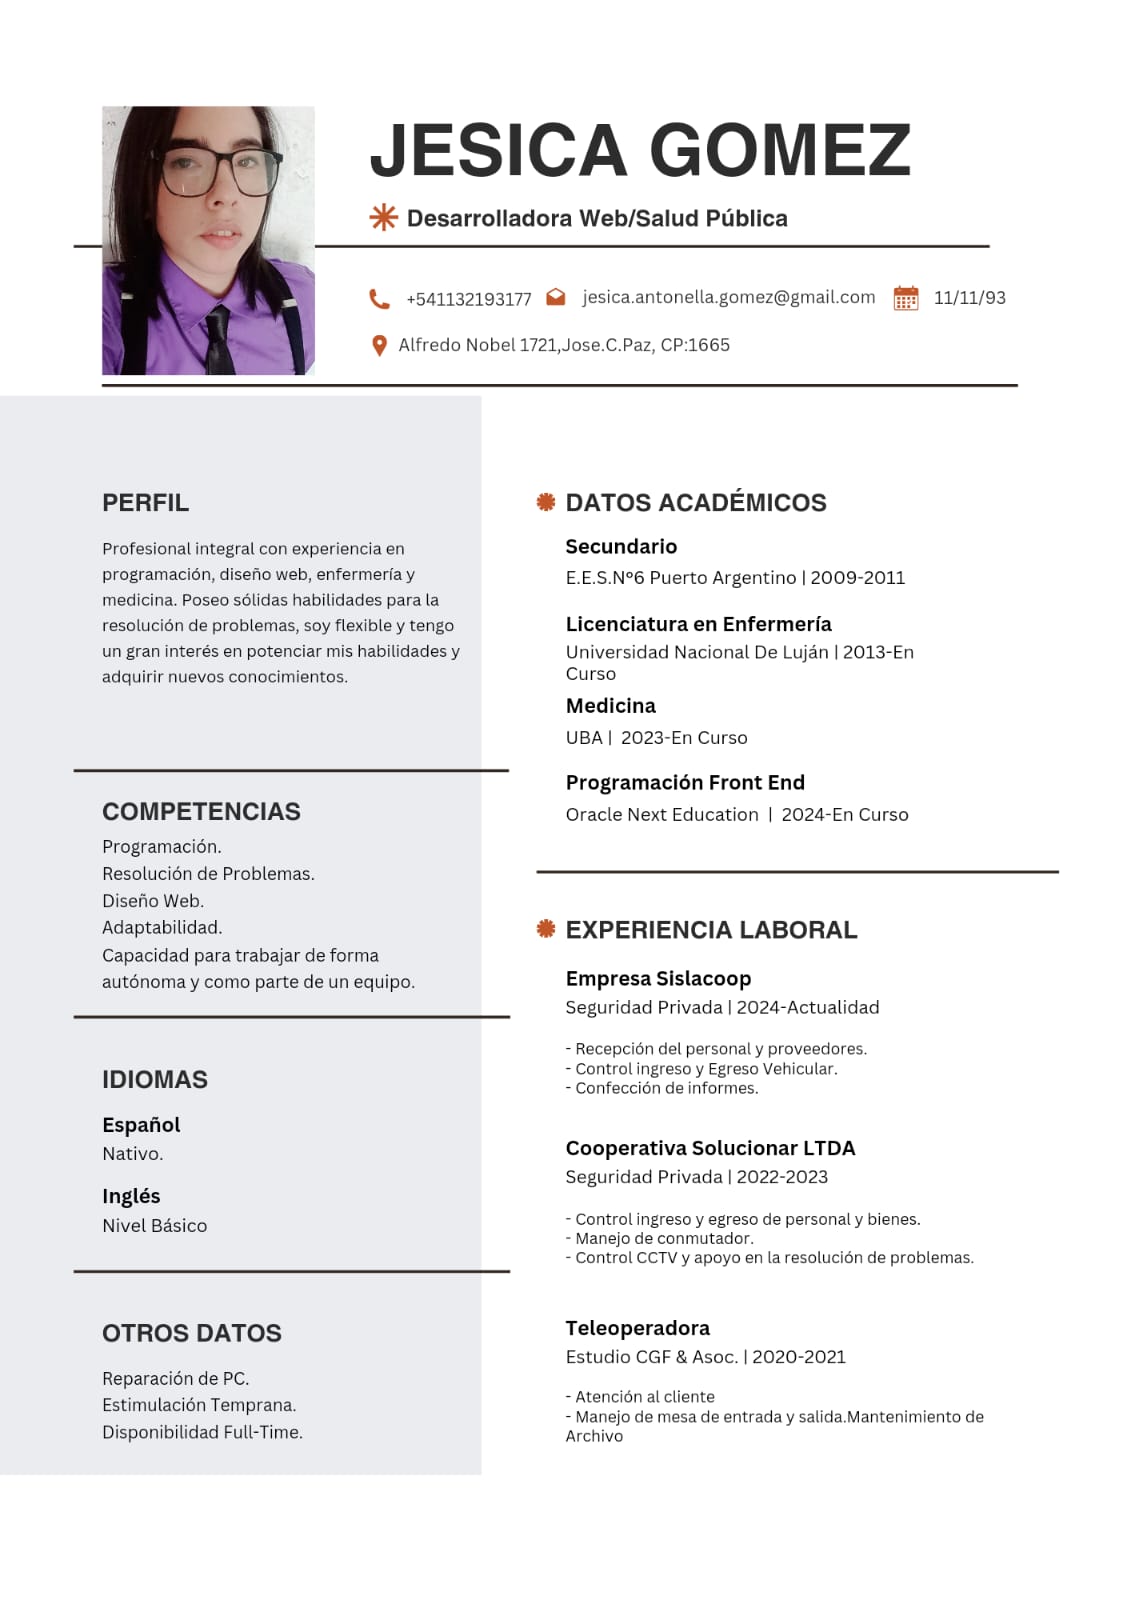 JESICA GOMEZ
Desarrolladora Web/Salud Pública
+541132193177 jesica.antonella.gomez@gmail.com 11/11/93
Alfredo Nobel 1721,Jose.C.Paz, CP:1665
PERFIL
Profesional integral con experiencia en
programación, diseño web, enfermería y
medicina. Poseo sólidas habilidades para la
resolución de problemas, soy flexible y tengo
un gran interés en potenciar mis habilidades y
adquirir nuevos conocimientos.
COMPETENCIAS
Programación.
Resolución de Problemas.
Diseño Web.
Adaptabilidad.
Capacidad para trabajar de forma
autónoma y como parte de un equipo.
IDIOMAS
Español
Nativo.
Inglés
Nivel Básico
OTROS DATOS
Reparación de PC.
Estimulación Temprana.
Disponibilidad Full-Time.
DATOS ACADÉMICOS
Secundario
E.E.S.Nº6 Puerto Argentino | 2009-2011
Licenciatura en Enfermería
Universidad Nacional De Luján | 2013-En
Curso
Medicina
UBA | 2023-En Curso
Programación Front End
Oracle Next Education | 2024-En Curso
EXPERIENCIA LABORAL
Empresa Sislacoop
Seguridad Privada | 2024-Actualidad
- Recepción del personal y proveedores.
- Control ingreso y Egreso Vehicular.
- Confección de informes.
Cooperativa Solucionar LTDA
Seguridad Privada | 2022-2023
- Control ingreso y egreso de personal y bienes.
- Manejo de conmutador.
- Control CCTV y apoyo en la resolución de problemas.
Teleoperadora
Estudio CGF & Asoc. | 2020-2021
- Atención al cliente
- Manejo de mesa de entrada y salida.Mantenimiento de
Archivo